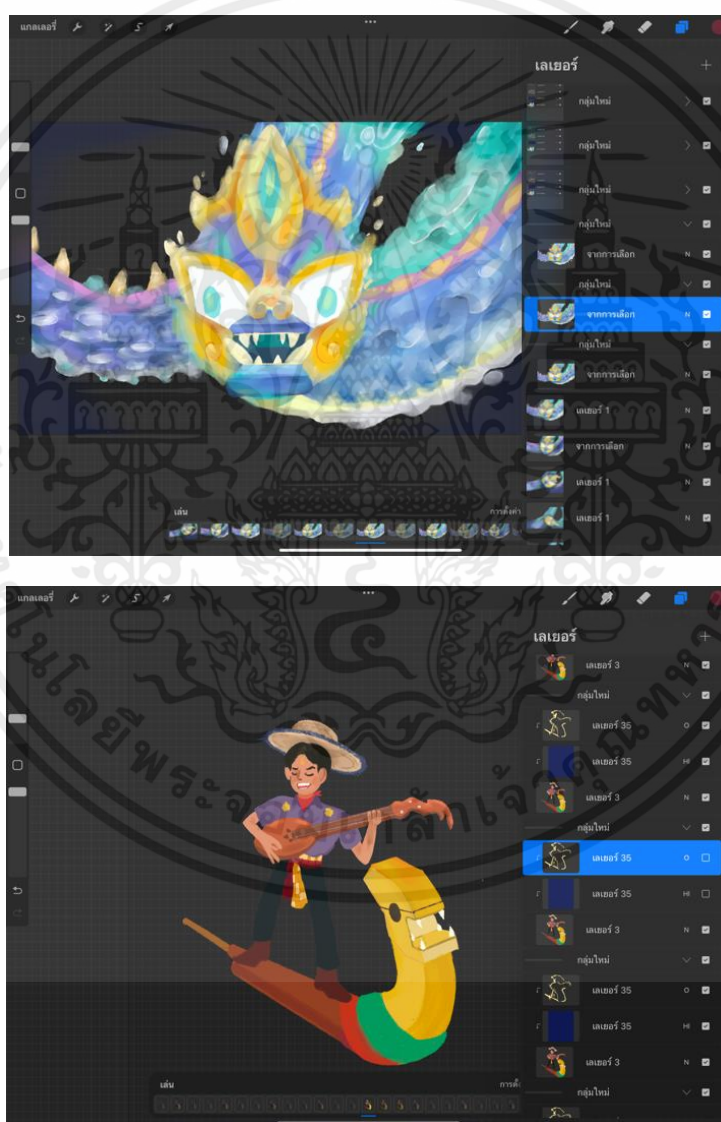 แกลเลอรี่
เลเยอร์
กลุ่มใหม่
กลุ่มใหม่
กลุ่มใหม่
กลุ่มใหม่
จากการเลือก N
กลุ่มใหม่
จากการเลือก N
กลุ่มใหม่
จากการเลือก N
เลเยอร์ 1 N
จากการเลือก N
เลเยอร์ 1 N
เลเยอร์ 1 N
เล่น การตั้งค่า
แกลเลอรี่
เลเยอร์
เลเยอร์ 3 N
กลุ่มใหม่
เลเยอร์ 35 O
เลเยอร์ 35 Hl
เลเยอร์ 3 N
กลุ่มใหม่
เลเยอร์ 35 O
เลเยอร์ 35 Hl
เลเยอร์ 3 N
กลุ่มใหม่
เลเยอร์ 35 O
เลเยอร์ 35 Hl
เลเยอร์ 3 N
กลุ่มใหม่
เล่น การตั้ง